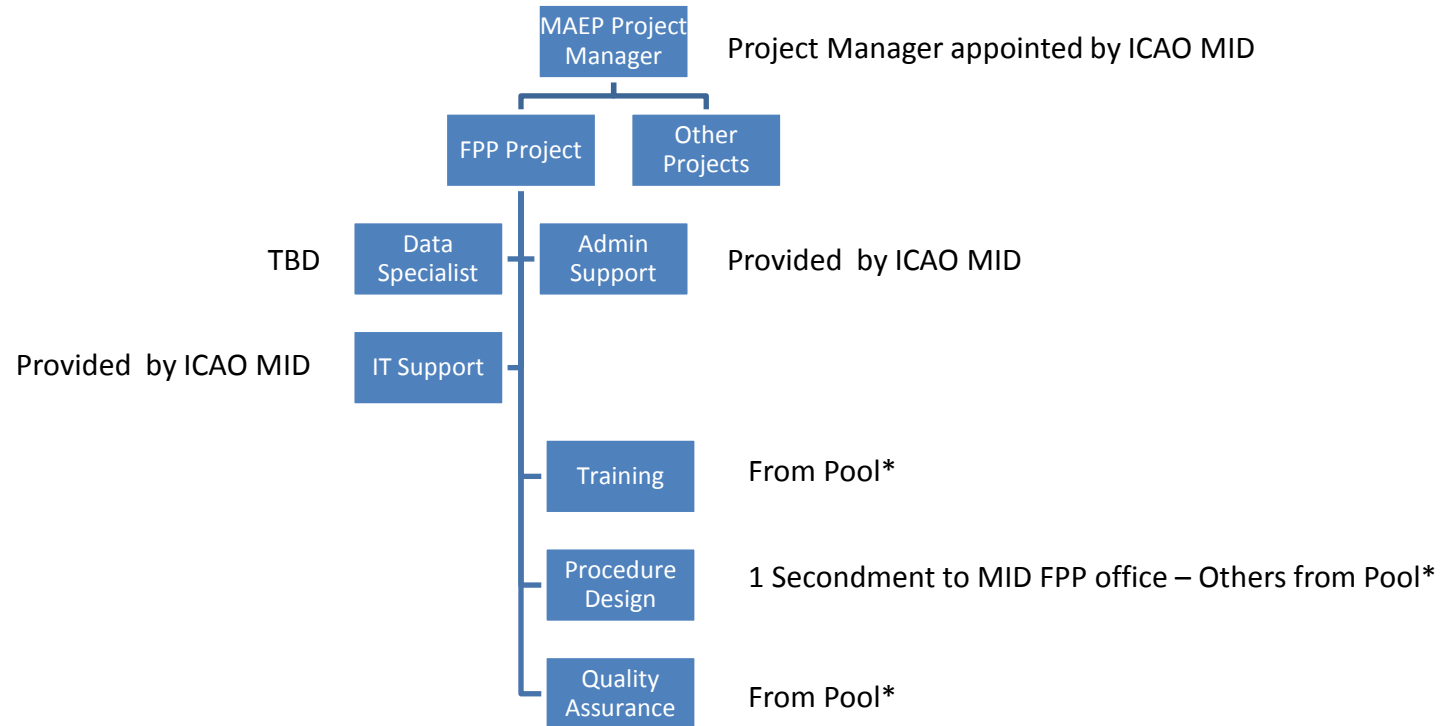 MAEP Project
Manager
Project Manager appointed by ICAO MID
FPP Project
Other
Projects
TBD
Data
Specialist
Admin
Support
Provided  by ICAO MID
Provided  by ICAO MID
IT Support
Training
From Pool*
Procedure
Design
1 Secondment to MID FPP office – Others from Pool*
Quality
Assurance
From Pool*